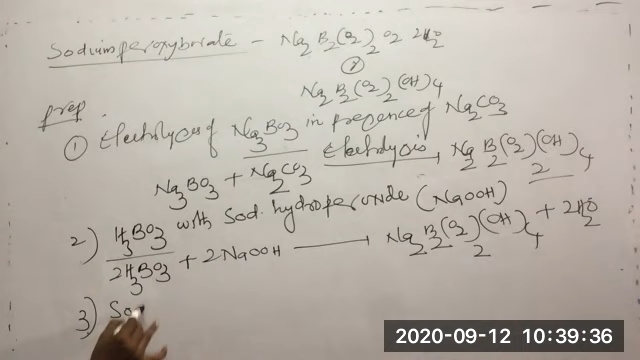 Sodiumperoxyborate - Na2B2(O2)2O2 2H2O
(or)
Na2B2(O2)2(OH)4
Prep
① Electrolysis of Na3BO3 in presence of Na2CO3
Na3BO3 + Na2CO3 Electrolysis → Na2B2(O2)2(OH)4
2) H3BO3 with Sod. hydroperoxide (NaOOH)
2H3BO3 + 2NaOOH → Na2B2(O2)2(OH)4 + 2H2O
3) So
2020-09-12 10:39:36